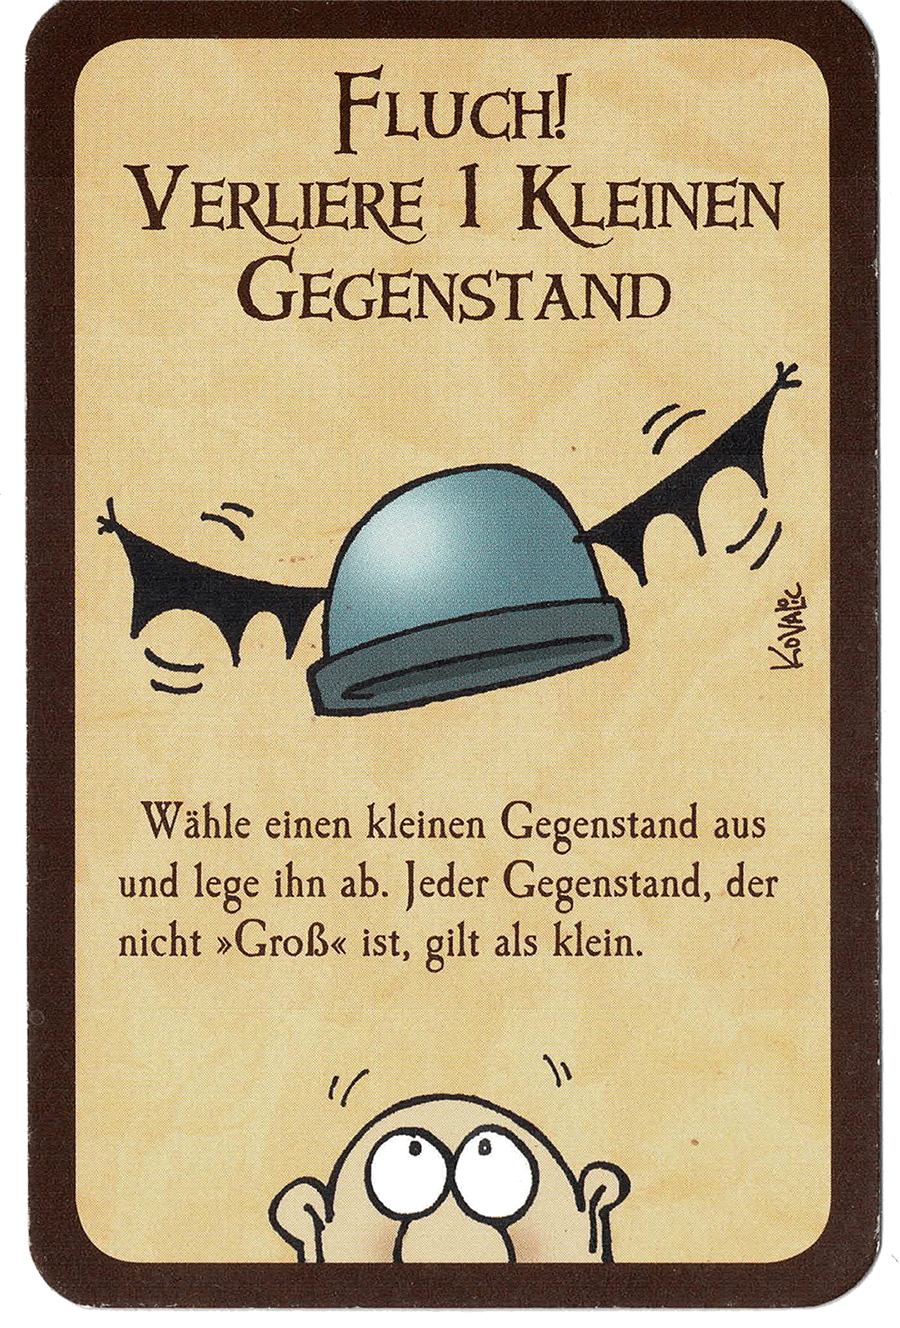 Fluch!
Verliere 1 Kleinen
Gegenstand
Kovalic
Wähle einen kleinen Gegenstand aus
und lege ihn ab. Jeder Gegenstand, der
nicht »Groß« ist, gilt als klein.